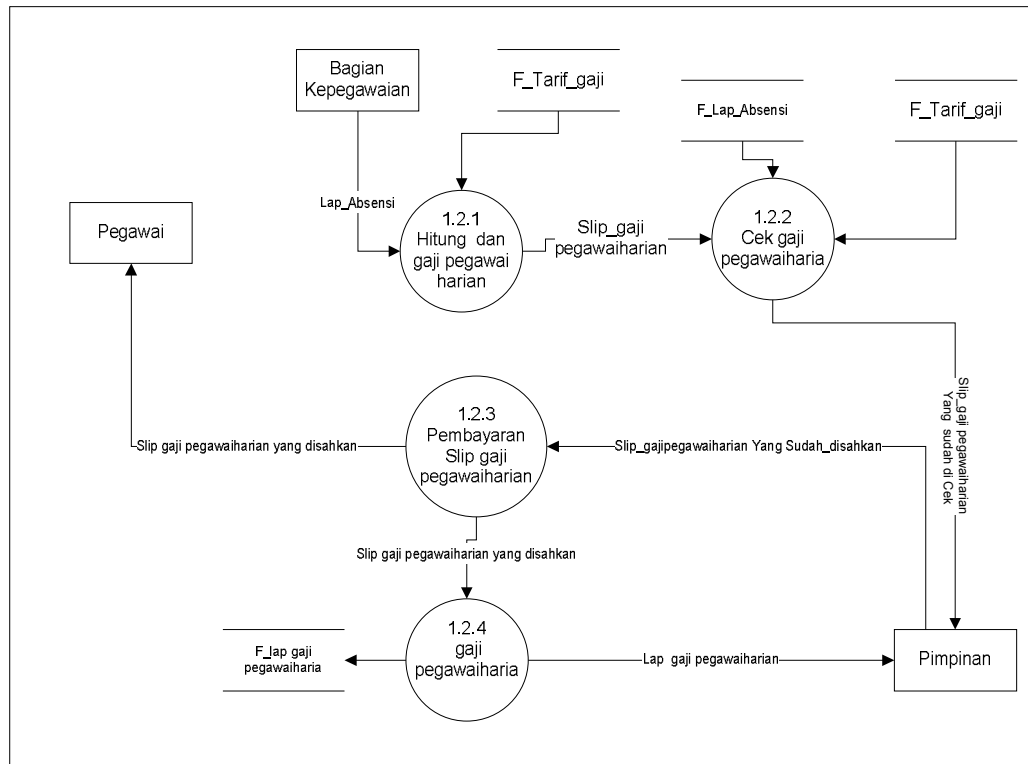 Bagian
Kepegawaian
F_Tarif_gaji
F_Lap_Absensi
F_Tarif_gaji
Lap_Absensi
Pegawai
1.2.1
Hitung dan
gaji pegawai
harian
Slip_gaji
pegawaiharian
1.2.2
Cek gaji
pegawaiharia
Slip_gaji pegawaiharian
Yang sudah di Cek
Slip gaji pegawaiharian yang disahkan
1.2.3
Pembayaran
Slip gaji
pegawaiharian
Slip_gajipegawaiharian Yang Sudah_disahkan
Slip gaji pegawaiharian yang disahkan
F_lap gaji
pegawaiharia
1.2.4
gaji
pegawaiharia
Lap gaji pegawaiharian
Pimpinan